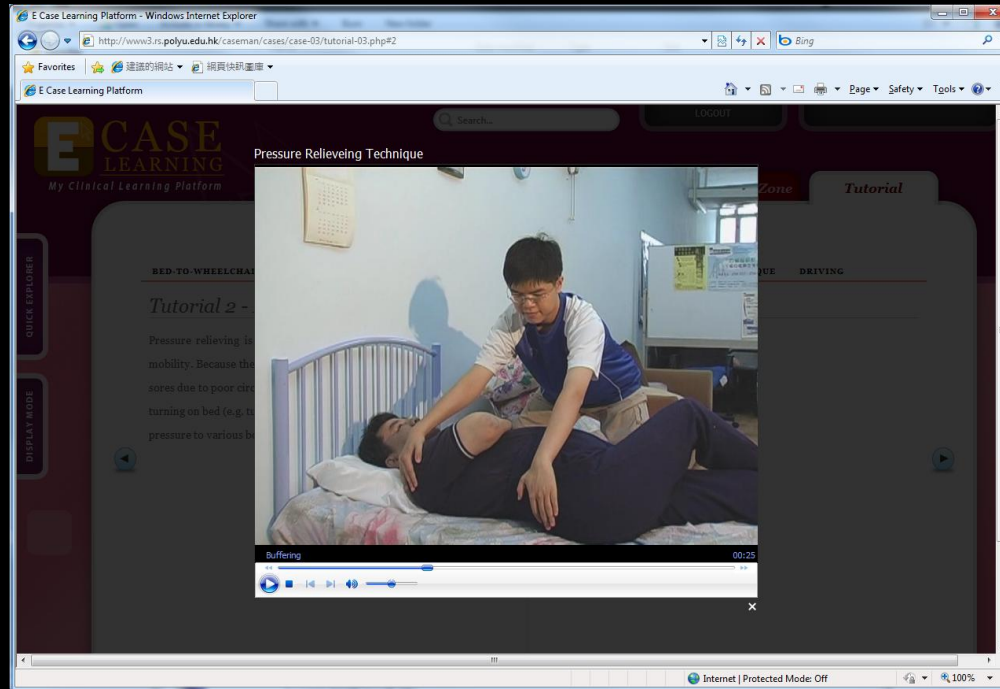 E Case Learning Platform - Windows Internet Explorer
http://www3.rs.polyu.edu.hk/caseman/cases/case-03/tutorial-03.php#2
Bing
Favorites
建議的網站
網頁快訊圖庫
E Case Learning Platform
Page
Safety
Tools
E CASE
LEARNING
My Clinical Learning Platform
Search...
LOGOUT
Zone
Tutorial
Pressure Relieveing Technique
BED-TO-WHEELCHAI
QUE
DRIVING
QUICK EXPLORER
DISPLAY MODE
Tutorial 2 -
Pressure relieving is
mobility. Because the
sores due to poor circ
turning on bed (e.g. tu
pressure to various b
Buffering
00:25
Internet | Protected Mode: Off
100%